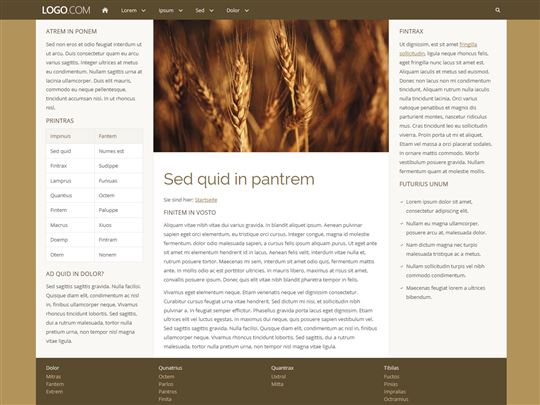 LOGO.COM
Lorem
Ipsum
Sed
Dolor
ATREM IN PONEM
Sed non eros et odio feugiat interdum ut
ut arcu. Duis consectetur quam eu arcu
varius sagittis. Integer ultrices at metus
eu condimentum. Nullam sagittis urna at
lacinia ullamcorper. Duis elit mauris,
commodo eu neque pellentesque,
tincidunt accumsan nisl. In ut rhoncus
nisl.
PRINTRAS
Impinus Fantem
Sed quid Numes est
Fintrax Sudippe
Lamprus Funiuas
Quantius Octem
Fintem Paluppe
Macrus Xiuos
Doemp Fintram
Otem Nonem
AD QUID IN DOLOR?
Sed sagittis sagittis gravida. Nulla facilisi.
Quisque diam elit, condimentum ac nisl
in, finibus ullamcorper neque. Vivamus
rhoncus tincidunt lobortis. Sed sagittis,
dui a rutrum malesuada, tortor nulla
pretium urna, non tempor nisl magna
vitae ligula.
Sed quid in pantrem
Sie sind hier: Startseite
FINITEM IN VOSTO
Aliquam vitae nibh vitae dui varius gravida. In blandit aliquet ipsum. Aenean pulvinar
sapien eget orci elementum, eu tristique orci cursus. Integer congue, magna id molestie
fermentum, dolor odio malesuada sapien, a cursus felis ipsum aliquam purus. Ut eget ante
sit amet mi elementum hendrerit id in lacus. Aenean felis velit, interdum vitae nulla et,
rutrum posuere tortor. Maecenas mi sem, interdum sit amet odio quis, fermentum mattis
ante. In mollis odio ac est porttitor ultricies. In mauris libero, maximus at risus sit amet,
convallis posuere ipsum. Donec quis elit vitae nibh blandit pharetra tempor in felis.
Vivamus eget elementum neque. Etiam venenatis neque vel dignissim consectetur.
Curabitur cursus feugiat urna vitae hendrerit. Sed dictum mi nisi, et sollicitudin nibh
pulvinar a. In feugiat semper efficitur. Phasellus gravida porta lacus eget dignissim. Etiam
ultrices elit vel luctus egestas. In maximus dui neque, quis posuere sapien vestibulum eget.
Sed sagittis sagittis gravida. Nulla facilisi. Quisque diam elit, condimentum ac nisl in, finibus
ullamcorper neque. Vivamus rhoncus tincidunt lobortis. Sed sagittis, dui a rutrum malesuada,
tortor nulla pretium urna, non tempor nisl magna vitae ligula.
FINTRAX
Ut dignissim, est sit amet fringilla
sollicitudin, ligula neque rhoncus felis,
eget fringilla nunc lacus sit amet est.
Aliquam iaculis et metus sed euismod.
Donec non lacus non mi condimentum
tincidunt. Aliquam rutrum nulla iaculis
nulla tincidunt lacinia. Orci varius
natoque penatibus et magnis dis
parturient montes, nascetur ridiculus
mus. Cras tincidunt leo eu sollicitudin
viverra. Proin porta ut mi et aliquet.
Etiam vel massa a orci placerat sodales,
in ornare mattis commodo. Morbi
vestibulum posuere gravida. Nullam
fermentum quam at molestie mollis.
FUTURIUS UNUM
Lorem ipsum dolor sit amet,
consectetur adipiscing elit.
Nullam eu magna ullamcorper,
posuere arcu at, malesuada dolor.
Nam dictum magna nec turpis
malesuada tristique ac a metus.
Nullam sollicitudin turpis vel nibh
commodo condimentum.
Maecenas feugiat lorem a ultrices
bibendum.
Dolor
Mitras
Fantem
Extrem
Qunatrius
Octem
Parlos
Pantros
Finita
Quantrax
Uxtrol
Mitta
Tibilas
Fuctos
Pinias
Implrias
Octramius